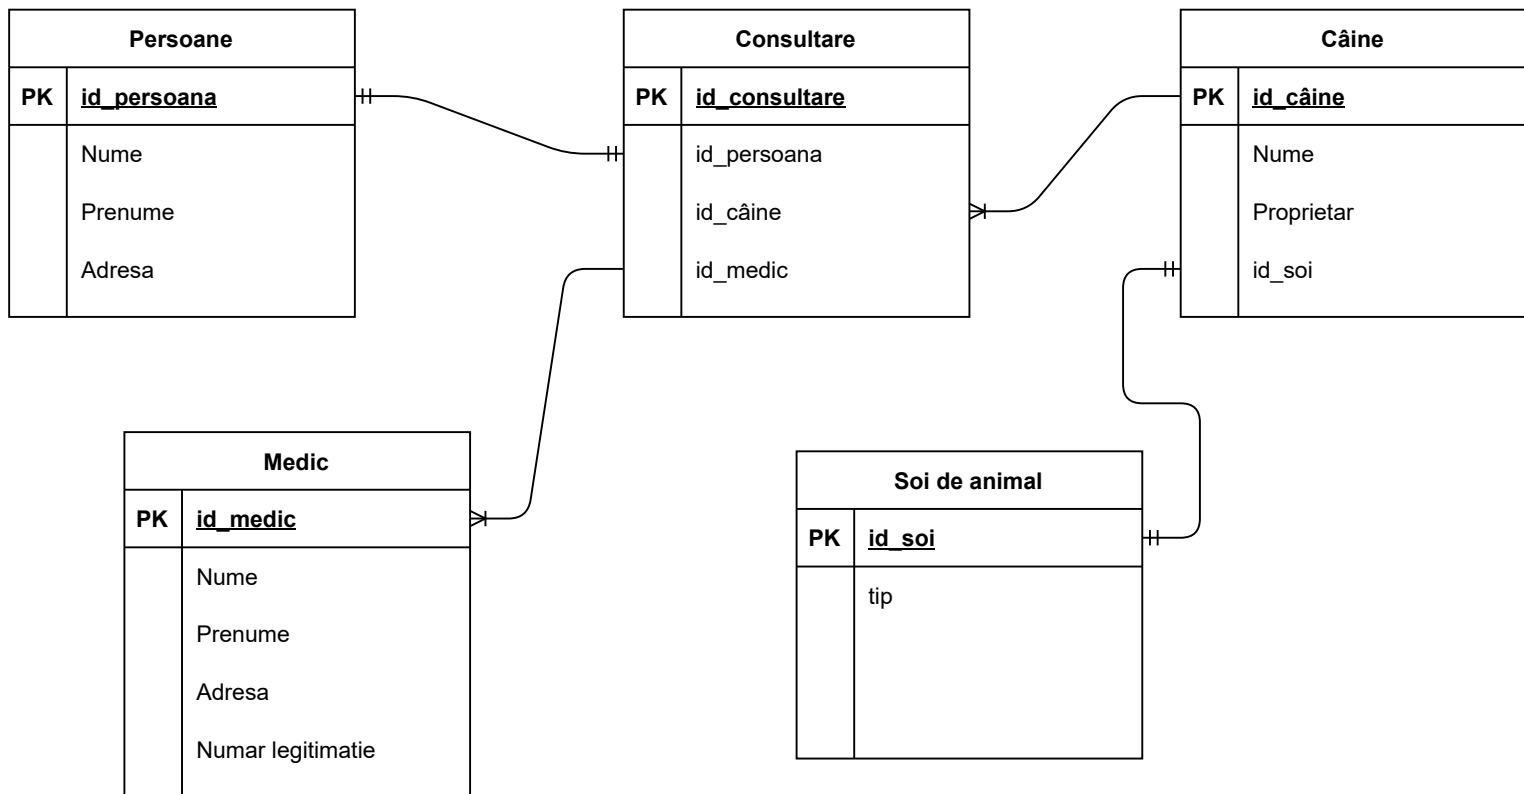 Persoane
PK id_persoana
Nume
Prenume
Adresa
Consultare
PK id_consultare
id_persoana
id_câine
id_medic
Câine
PK id_câine
Nume
Proprietar
id_soi
Medic
PK id_medic
Nume
Prenume
Adresa
Numar legitimatie
Soi de animal
PK id_soi
tip